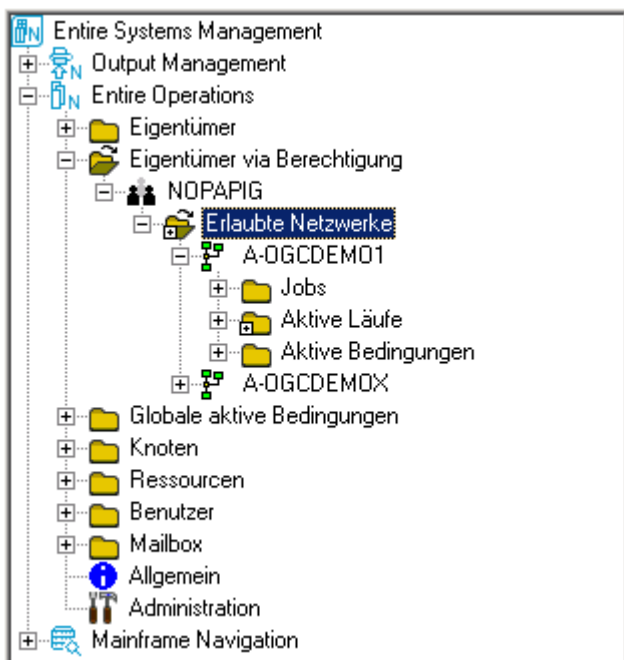 Entire Systems Management
Output Management
Entire Operations
Eigentümer
Eigentümer via Berechtigung
NOPAPIG
Erlaubte Netzwerke
A-OGCDEMO1
Jobs
Aktive Läufe
Aktive Bedingungen
A-OGCDEMOX
Globale aktive Bedingungen
Knoten
Ressourcen
Benutzer
Mailbox
Allgemein
Administration
Mainframe Navigation